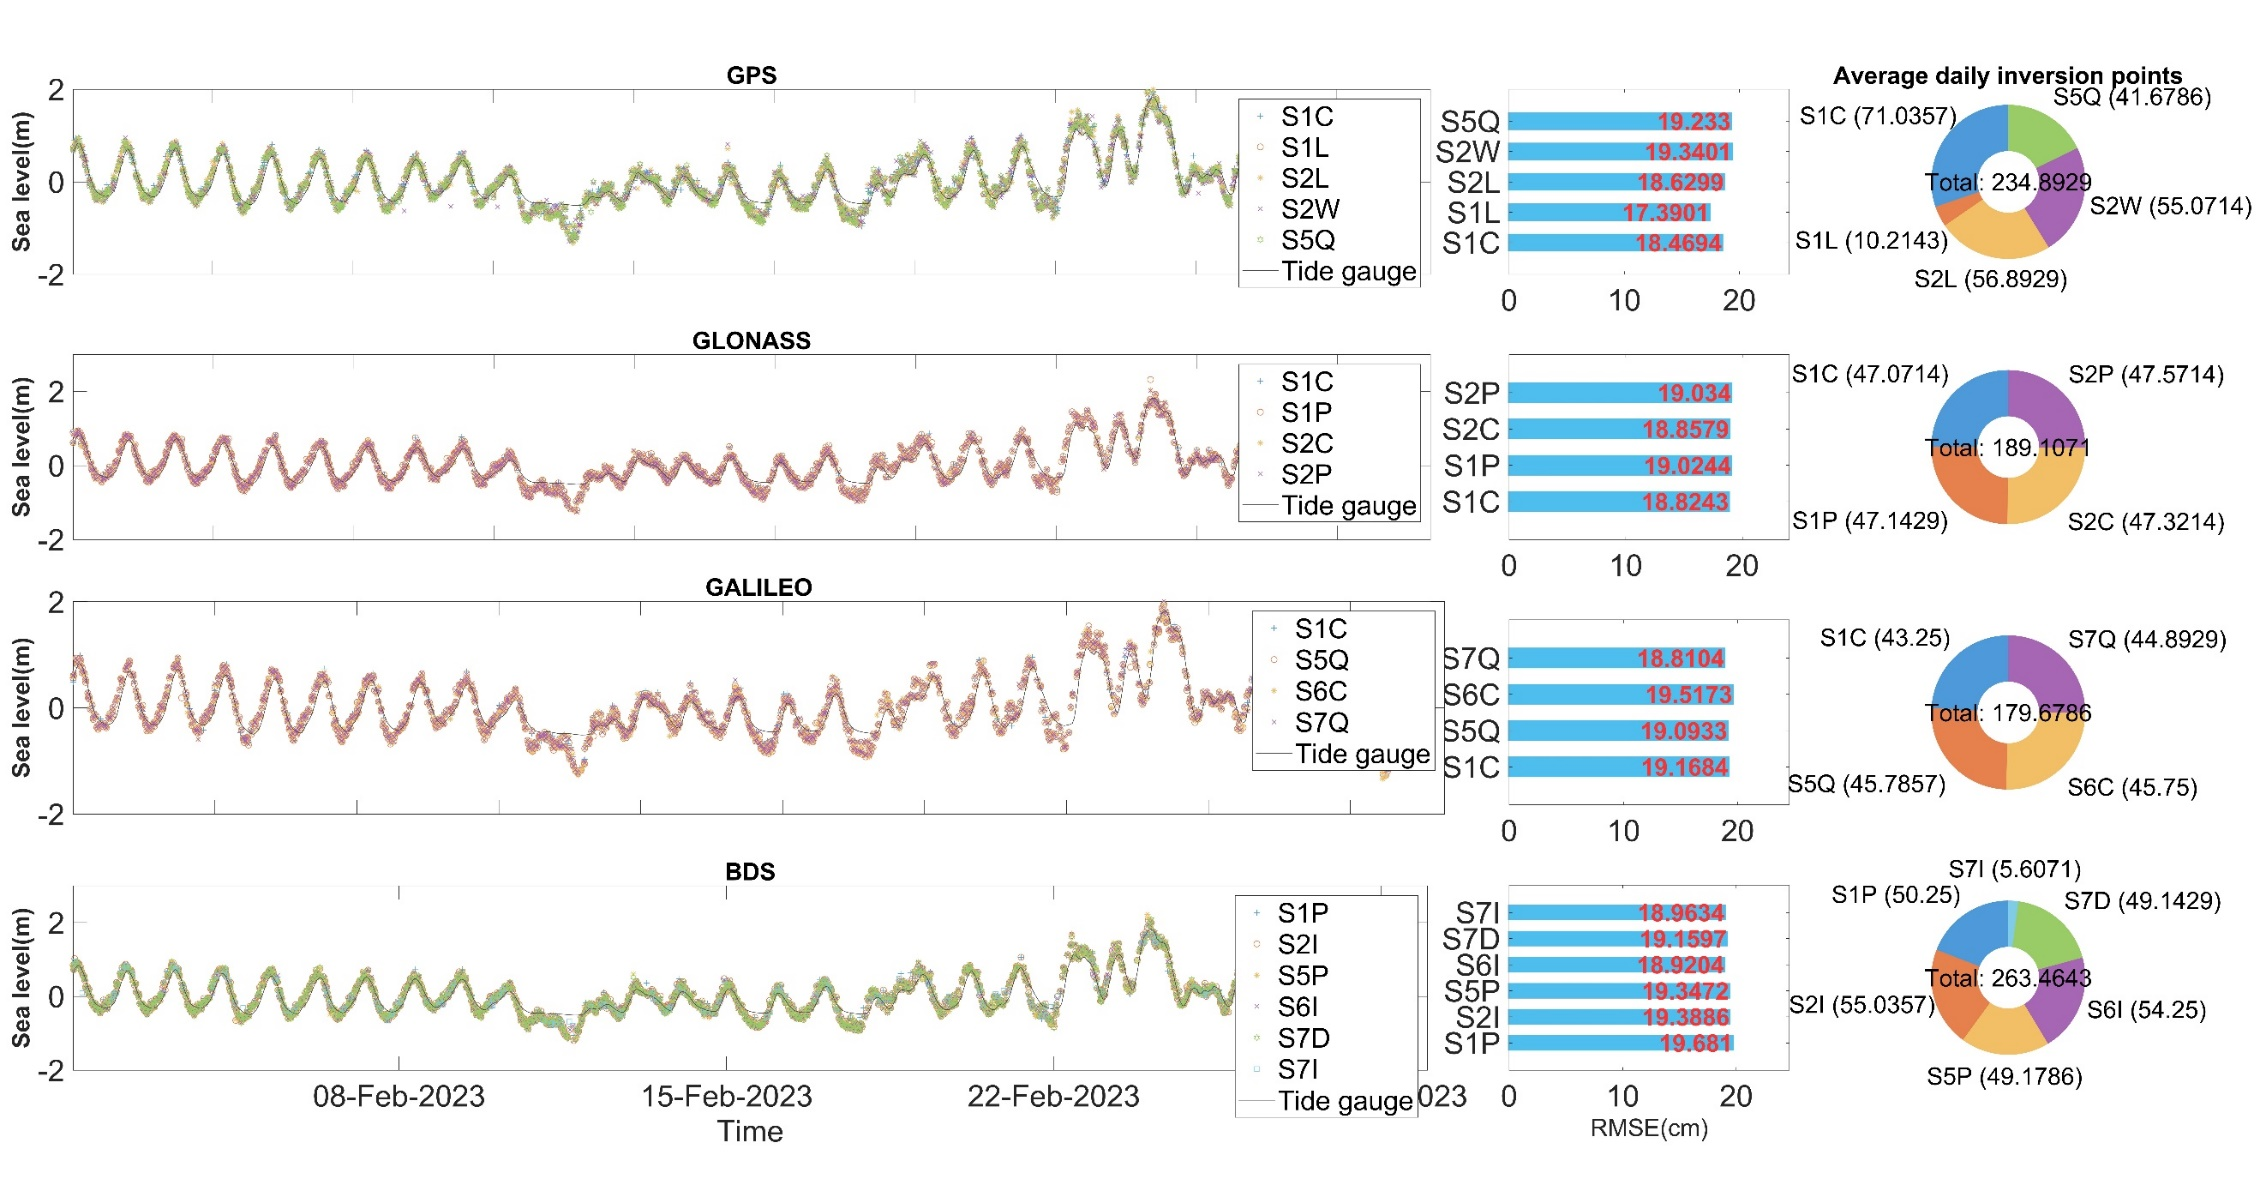 GPS
Sea level(m)
2
0
-2
S1C
S1L
S2L
S2W
S5Q
Tide gauge
S5Q 19.233
S2W 19.3401
S2L 18.6299
S1L 17.3901
S1C 18.4694
0 10 20
Average daily inversion points
S5Q (41.6786)
S1C (71.0357)
Total: 234.8929
S2W (55.0714)
S1L (10.2143)
S2L (56.8929)
GLONASS
Sea level(m)
2
0
-2
S1C
S1P
S2C
S2P
Tide gauge
S2P 19.034
S2C 18.8579
S1P 19.0244
S1C 18.8243
0 10 20
S1C (47.0714)
S2P (47.5714)
Total: 189.1071
S1P (47.1429)
S2C (47.3214)
GALILEO
Sea level(m)
2
0
-2
S1C
S5Q
S6C
S7Q
Tide gauge
S7Q 18.8104
S6C 19.5173
S5Q 19.0933
S1C 19.1684
0 10 20
S1C (43.25)
S7Q (44.8929)
Total: 179.6786
S5Q (45.7857)
S6C (45.75)
BDS
Sea level(m)
2
0
-2
S1P
S2I
S5P
S6I
S7D
S7I
Tide gauge
08-Feb-2023 15-Feb-2023 22-Feb-2023 023
Time
S7I 18.9634
S7D 19.1597
S6I 18.9204
S5P 19.3472
S2I 19.3886
S1P 19.681
0 10 20
RMSE(cm)
S7I (5.6071)
S1P (50.25)
S7D (49.1429)
Total: 263.4643
S2I (55.0357)
S6I (54.25)
S5P (49.1786)